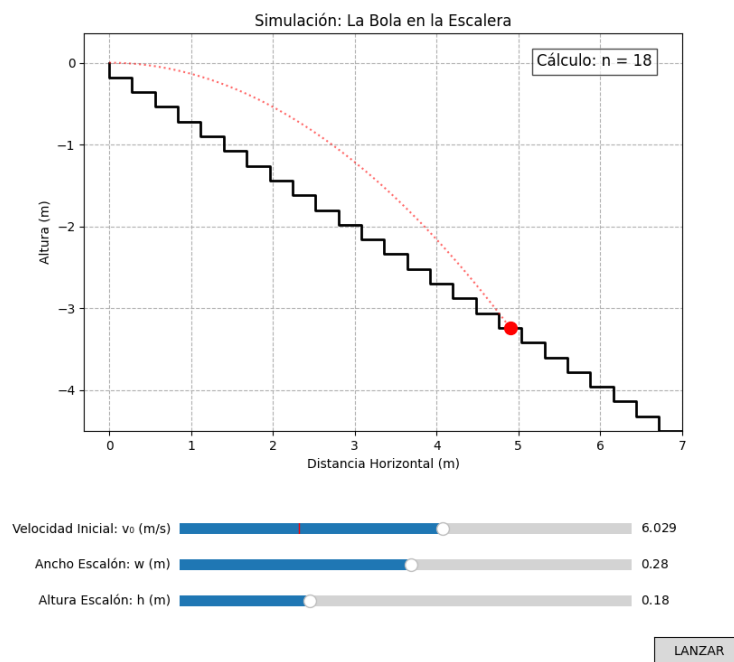 Simulación: La Bola en la Escalera
Cálculo: n = 18
0
−1
−2
−3
−4
Altura (m)
0 1 2 3 4 5 6 7
Distancia Horizontal (m)
Velocidad Inicial: v₀ (m/s) 6.029
Ancho Escalón: w (m) 0.28
Altura Escalón: h (m) 0.18
LANZAR